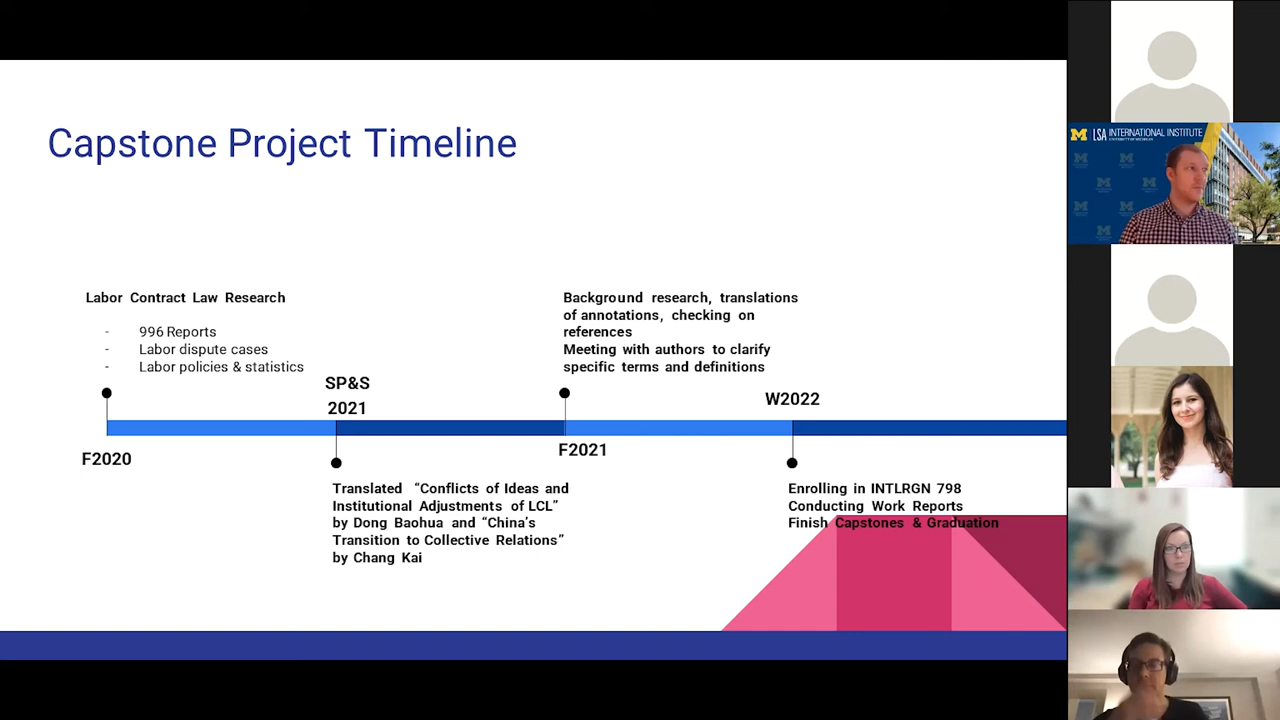 Capstone Project Timeline
Labor Contract Law Research
- 996 Reports
- Labor dispute cases
- Labor policies & statistics
F2020
SP&S
2021
Translated “Conflicts of Ideas and
Institutional Adjustments of LCL”
by Dong Baohua and “China’s
Transition to Collective Relations”
by Chang Kai
Background research, translations
of annotations, checking on
references
Meeting with authors to clarify
specific terms and definitions
F2021
W2022
Enrolling in INTLRGN 798
Conducting Work Reports
Finish Capstones & Graduation
M LSA INTERNATIONAL INSTITUTE
UNIVERSITY OF MICHIGAN